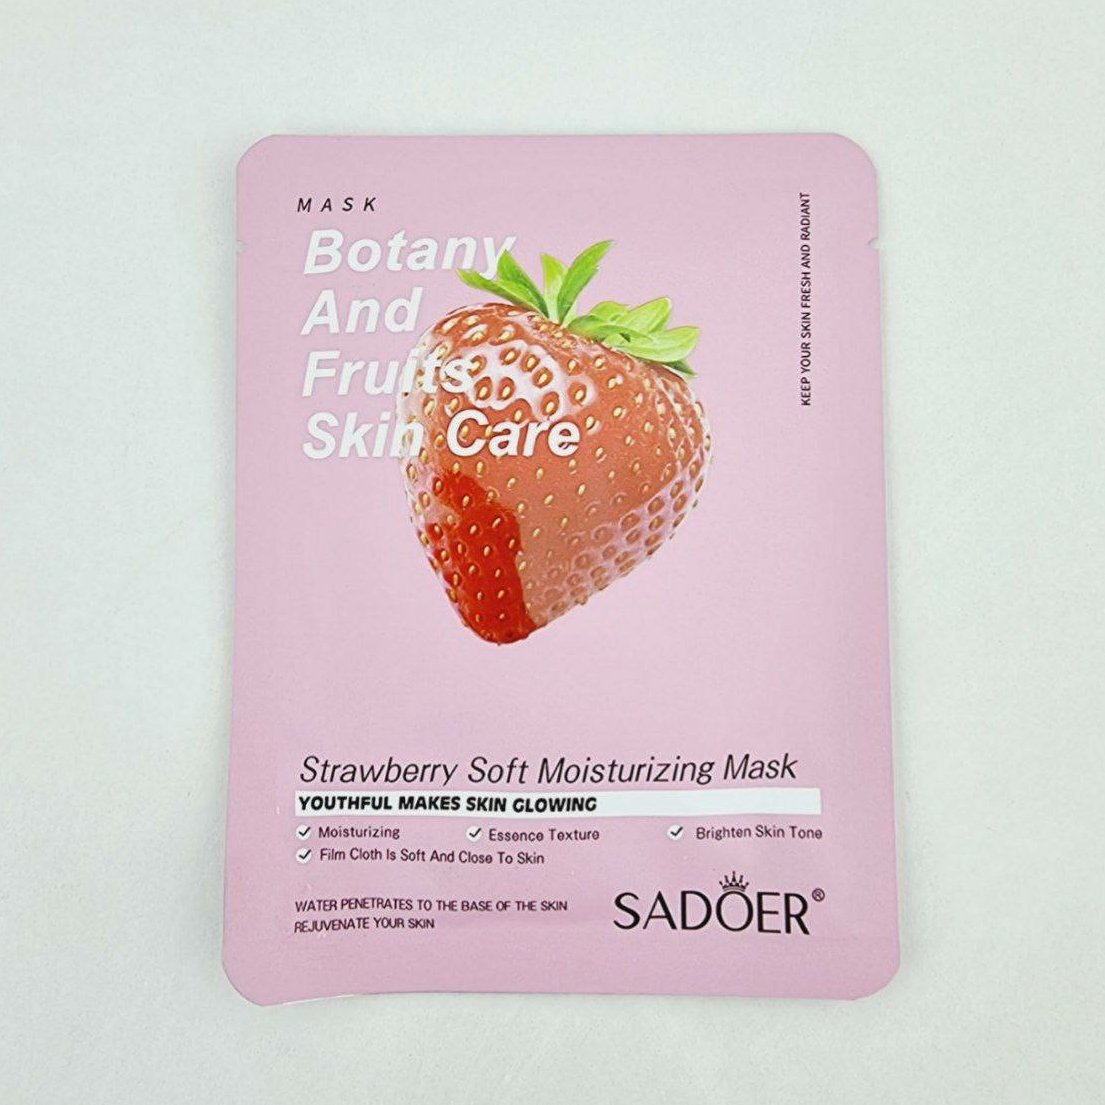 MASK
Botany
And
Fruits
Skin Care
KEEP YOUR SKIN FRESH AND RADIANT
Strawberry Soft Moisturizing Mask
YOUTHFUL MAKES SKIN GLOWING
Moisturizing Essence Texture Brighten Skin Tone
Film Cloth Is Soft And Close To Skin
WATER PENETRATES TO THE BASE OF THE SKIN
REJUVENATE YOUR SKIN
SADOER®